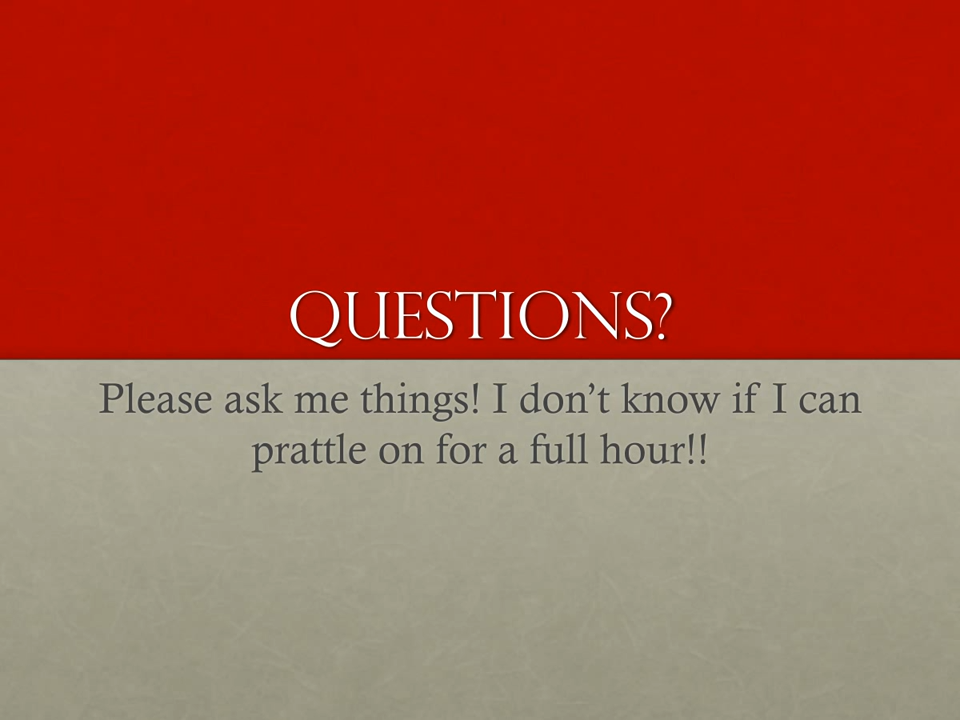 QUESTIONS?
Please ask me things! I don’t know if I can
prattle on for a full hour!!